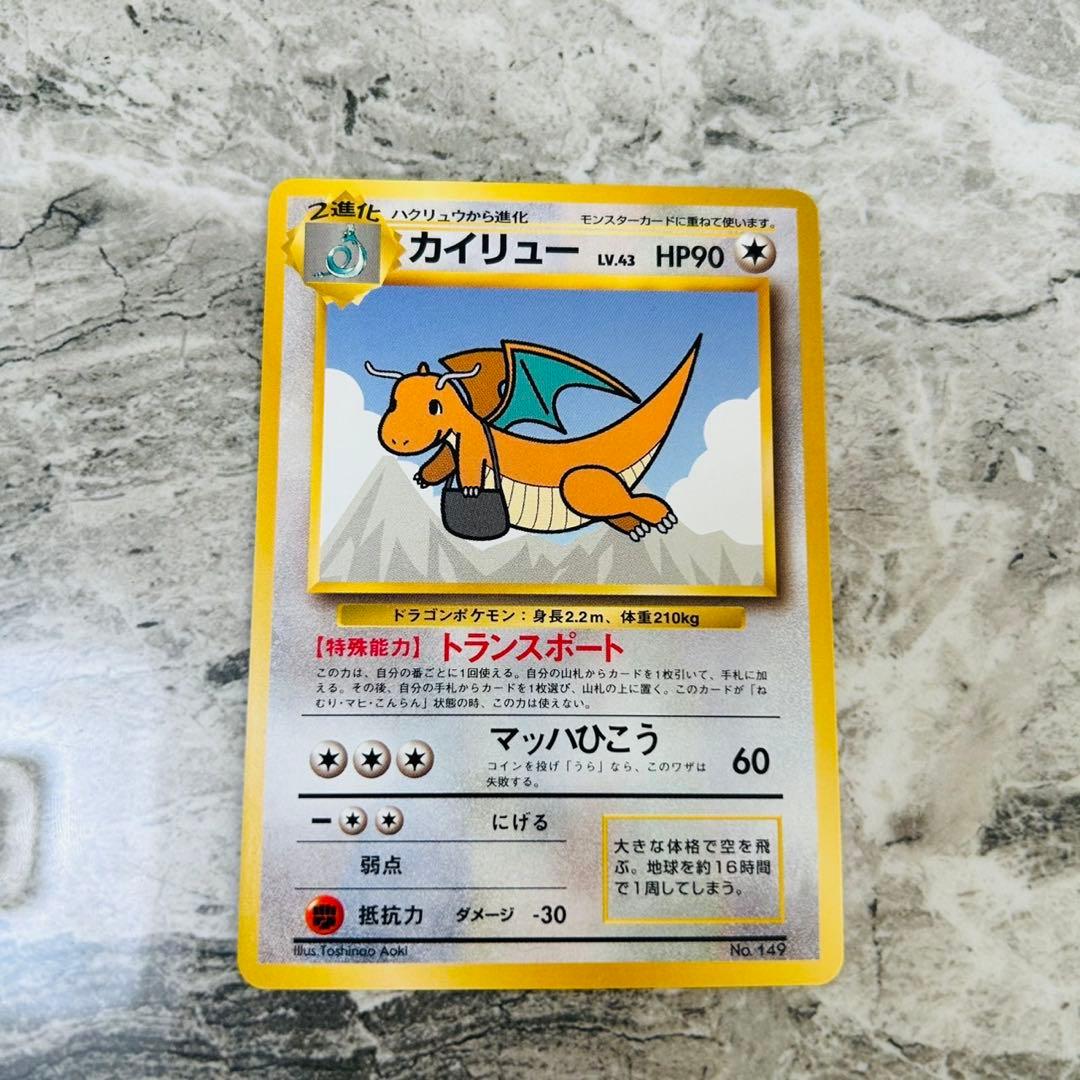 2進化 ハクリュウから進化 モンスターカードに重ねて使います。
カイリュー LV.43 HP90
ドラゴンポケモン:身長2.2m、体重210kg
【特殊能力】 トランスポート
この力は、自分の番ごとに1回使える。自分の山札からカードを1枚引いて、手札に加
える。その後、自分の手札からカードを1枚選び、山札の上に置く。このカードが「ね
むり・マヒ・こんらん」状態の時、この力は使えない。
マッハひこう 60
コインを投げ「うら」なら、このワザは
失敗する。
ー にげる
弱点
抵抗力 ダメージ -30
大きな体格で空を飛
ぶ。地球を約16時間
で1周してしまう。
Illus.Toshinao Aoki No. 149